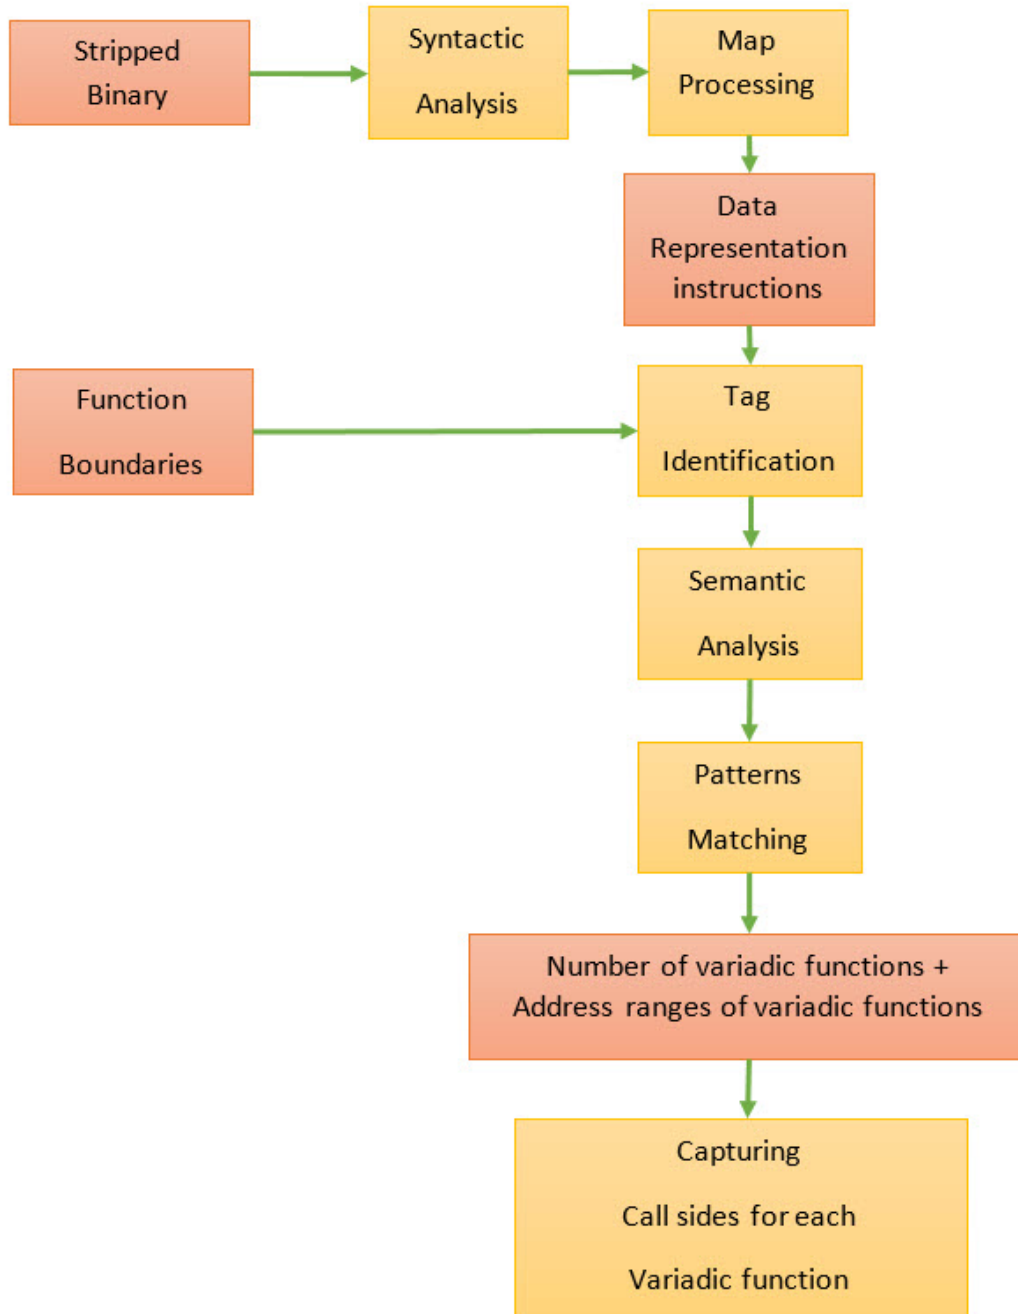 Stripped
Binary
Syntactic
Analysis
Map
Processing
Data
Representation
instructions
Function
Boundaries
Tag
Identification
Semantic
Analysis
Patterns
Matching
Number of variadic functions +
Address ranges of variadic functions
Capturing
Call sides for each
Variadic function